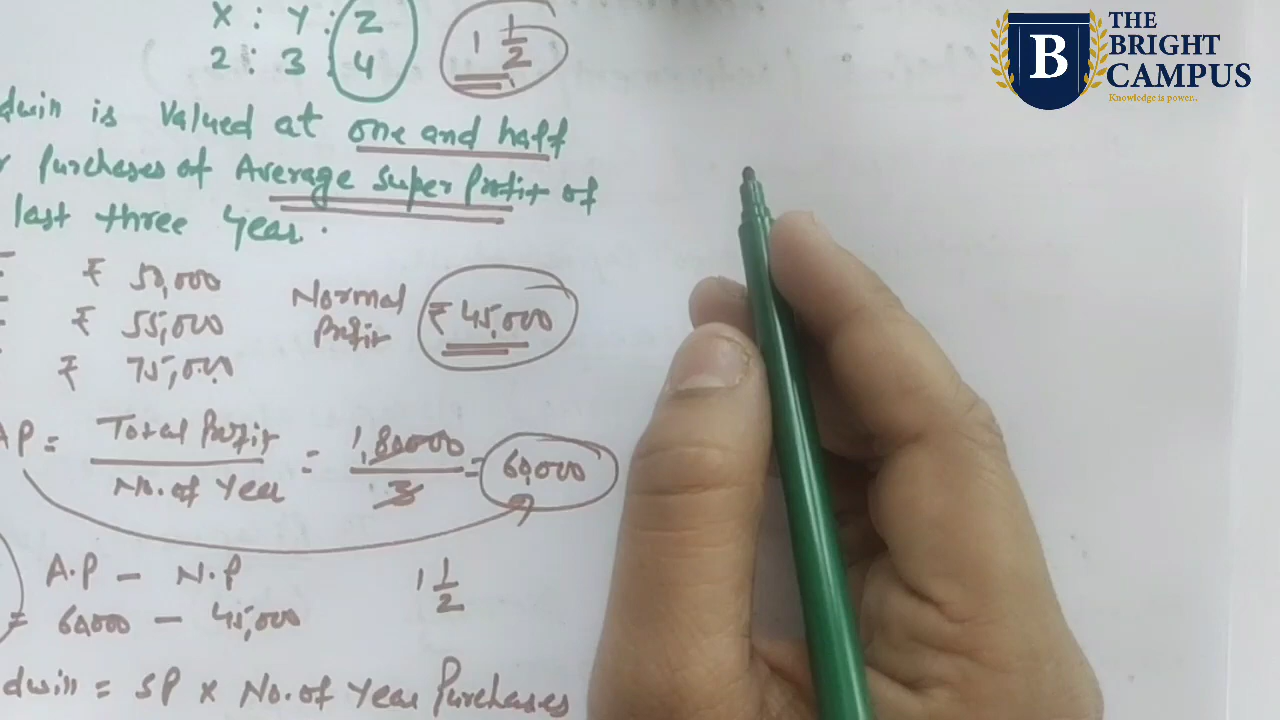 X : Y : Z
2 : 3 : 4
1 1/2
dwin is valued at one and half
r purchases of Average super Profit of
last three Year.
₹ 50,000
₹ 55,000
₹ 75,000
Normal
Profit
₹ 45,000
AP = Total Profit / No. of Year = 1,80000 / 3 = 60,000
A.P - N.P
1 1/2
= 60000 - 45,000
dwill = SP x No. of Year Purchases
B
THE
BRIGHT
CAMPUS
Knowledge is power..